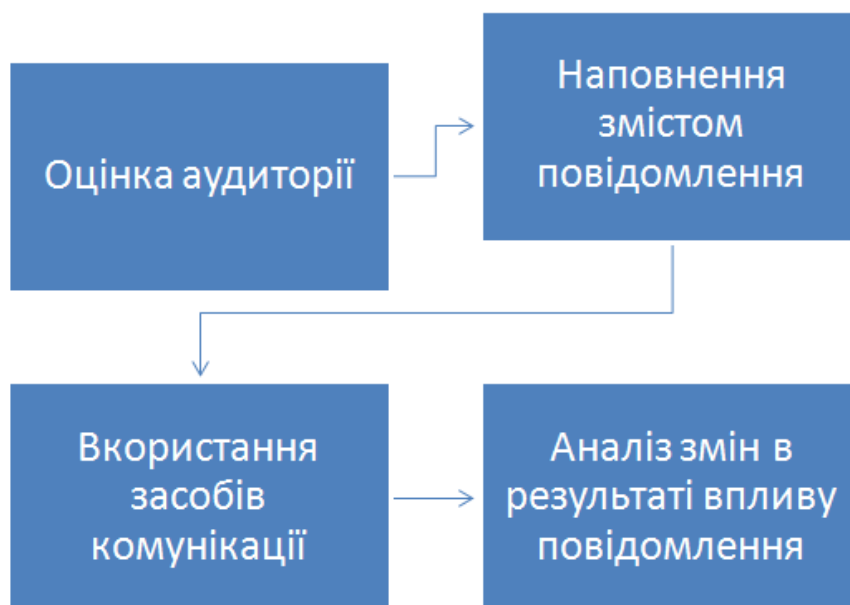 Оцінка аудиторії
Наповнення
змістом
повідомлення
Вкористання
засобів
комунікації
Аналіз змін в
результаті впливу
повідомлення